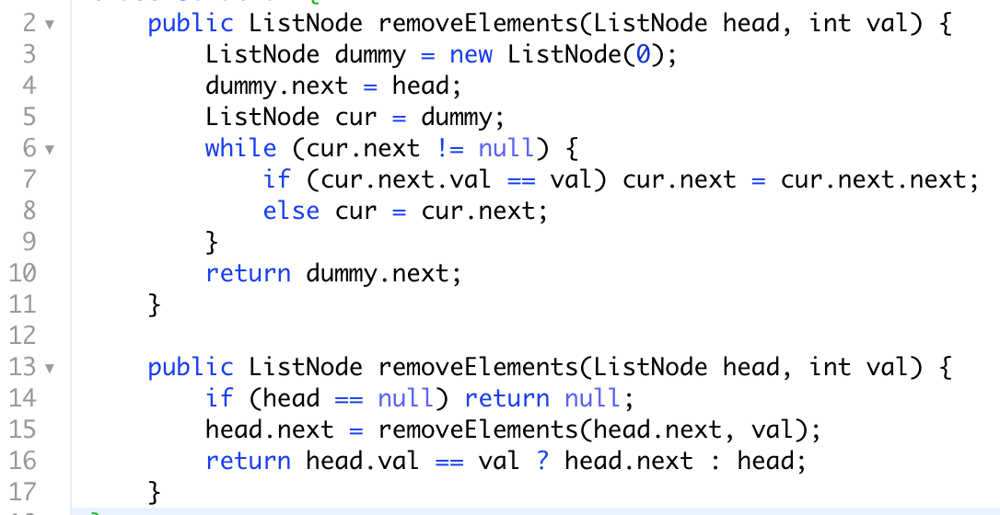 2 public ListNode removeElements(ListNode head, int val) {
3 ListNode dummy = new ListNode(0);
4 dummy.next = head;
5 ListNode cur = dummy;
6 while (cur.next != null) {
7 if (cur.next.val == val) cur.next = cur.next.next;
8 else cur = cur.next;
9 }
10 return dummy.next;
11 }
12
13 public ListNode removeElements(ListNode head, int val) {
14 if (head == null) return null;
15 head.next = removeElements(head.next, val);
16 return head.val == val ? head.next : head;
17 }